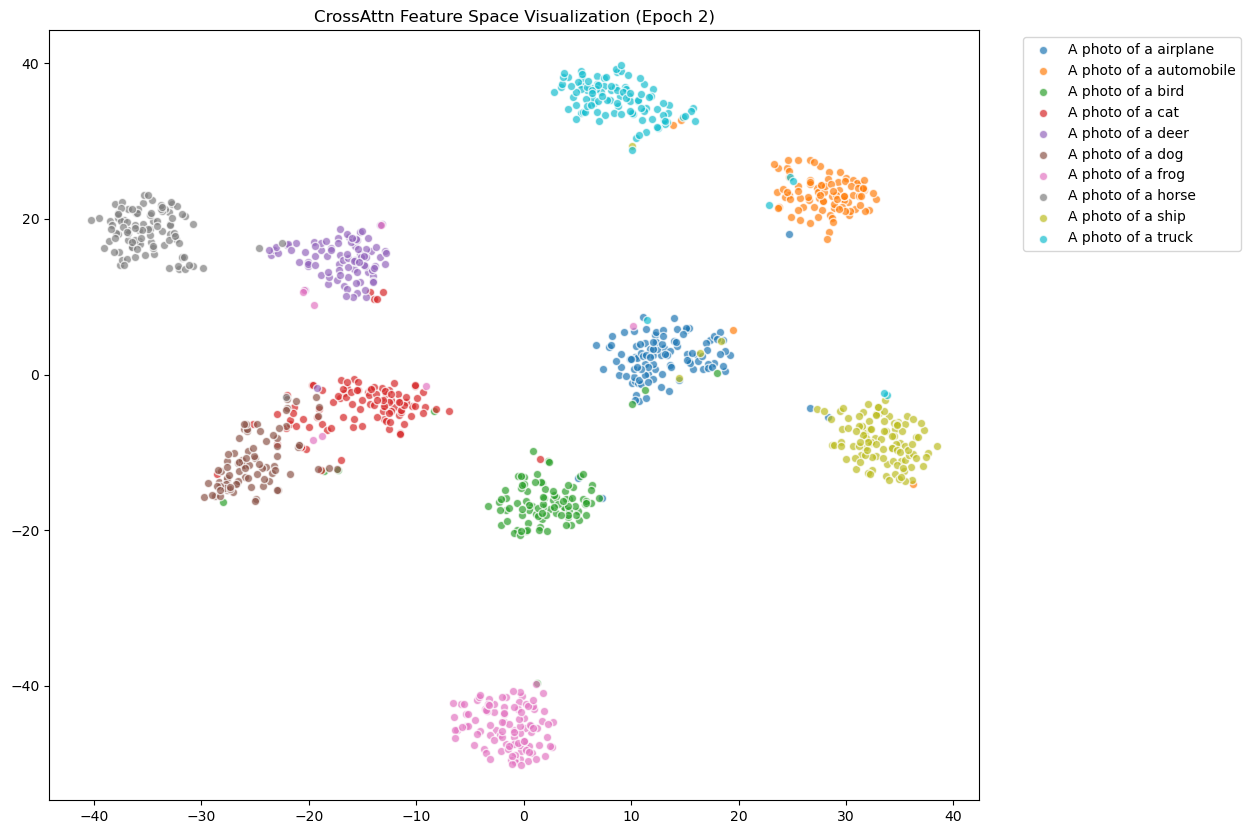 CrossAttn Feature Space Visualization (Epoch 2)
A photo of a airplane
A photo of a automobile
A photo of a bird
A photo of a cat
A photo of a deer
A photo of a dog
A photo of a frog
A photo of a horse
A photo of a ship
A photo of a truck
40
20
0
−20
−40
−40 −30 −20 −10 0 10 20 30 40